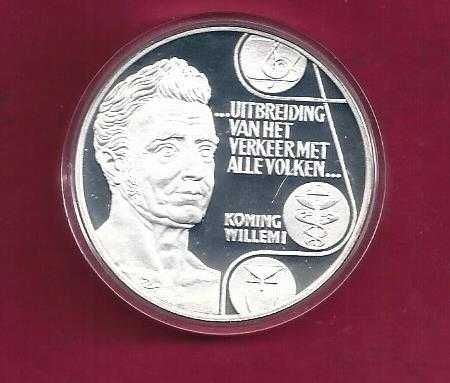 ...UITBREIDING
VAN HET
VERKEER MET
ALLE VOLKEN...
KONING
WILLEM I